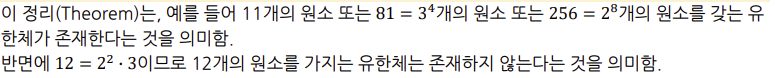 이 정리(Theorem)는, 예를 들어 11개의 원소 또는 81 = 3⁴개의 원소 또는 256 = 2⁸개의 원소를 갖는 유
한체가 존재한다는 것을 의미함.
반면에 12 = 2² · 3이므로 12개의 원소를 가지는 유한체는 존재하지 않는다는 것을 의미함.